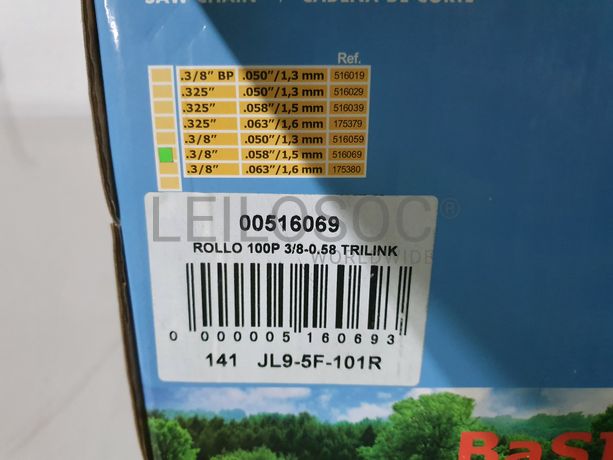 SAW CHAIN / CADENA DE CORTE
Ref.
.3/8" BP .050"/1,3 mm 516019
.325" .050"/1,3 mm 516029
.325" .058"/1,5 mm 516039
.325" .063"/1,6 mm 175379
.3/8" .050"/1,3 mm 516059
.3/8" .058"/1,5 mm 516069
.3/8" .063"/1,6 mm 175380
LEILOSOC®
WORLDWIDE
00516069
ROLLO 100P 3/8-0.58 TRILINK
0 000005 160693
141 JL9-5F-101R